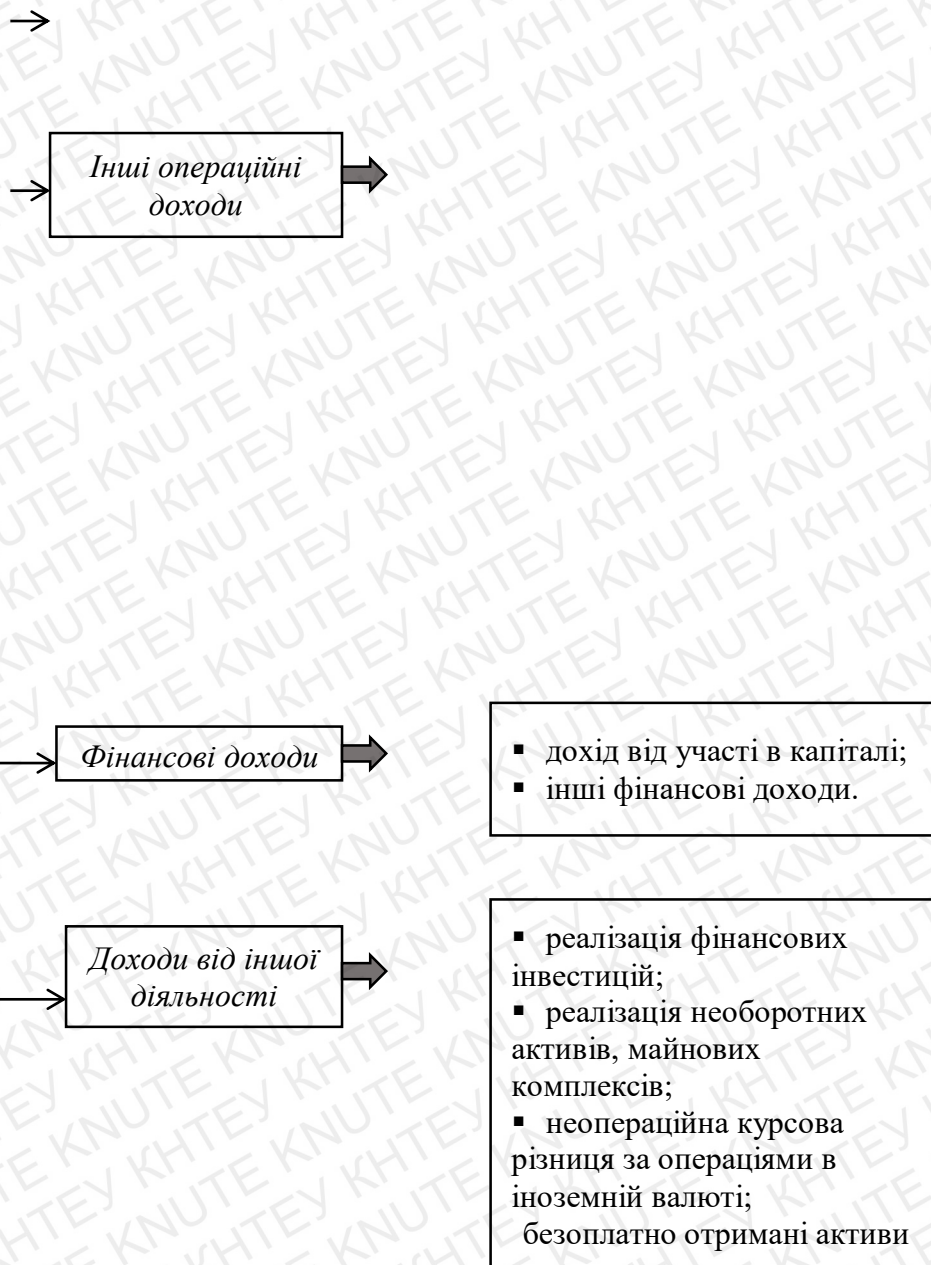 Інші операційні
доходи
Фінансові доходи
▪ дохід від участі в капіталі;
▪ інші фінансові доходи.
Доходи від іншої
діяльності
▪ реалізація фінансових
інвестицій;
▪ реалізація необоротних
активів, майнових
комплексів;
▪ неопераційна курсова
різниця за операціями в
іноземній валюті;
безоплатно отримані активи